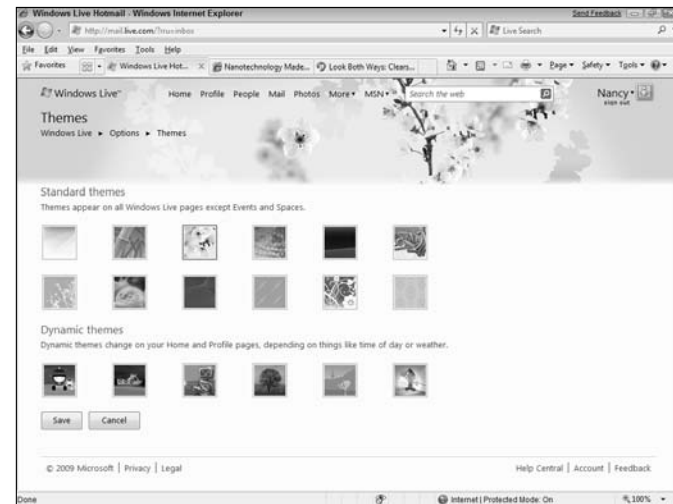 Windows Live Hotmail - Windows Internet Explorer
Send Feedback
http://mail.live.com/?rru=inbox
Live Search
File Edit View Favorites Tools Help
Favorites
Windows Live Hot...
Nanotechnology Made...
Look Both Ways: Clears...
Page
Safety
Tools
Windows Live™
Home Profile People Mail Photos More MSN
Search the web
Nancy
sign out
Themes
Windows Live ▸ Options ▸ Themes
Standard themes
Themes appear on all Windows Live pages except Events and Spaces.
Dynamic themes
Dynamic themes change on your Home and Profile pages, depending on things like time of day or weather.
Save Cancel
© 2009 Microsoft | Privacy | Legal
Help Central | Account | Feedback
Done
Internet | Protected Mode: On
100%